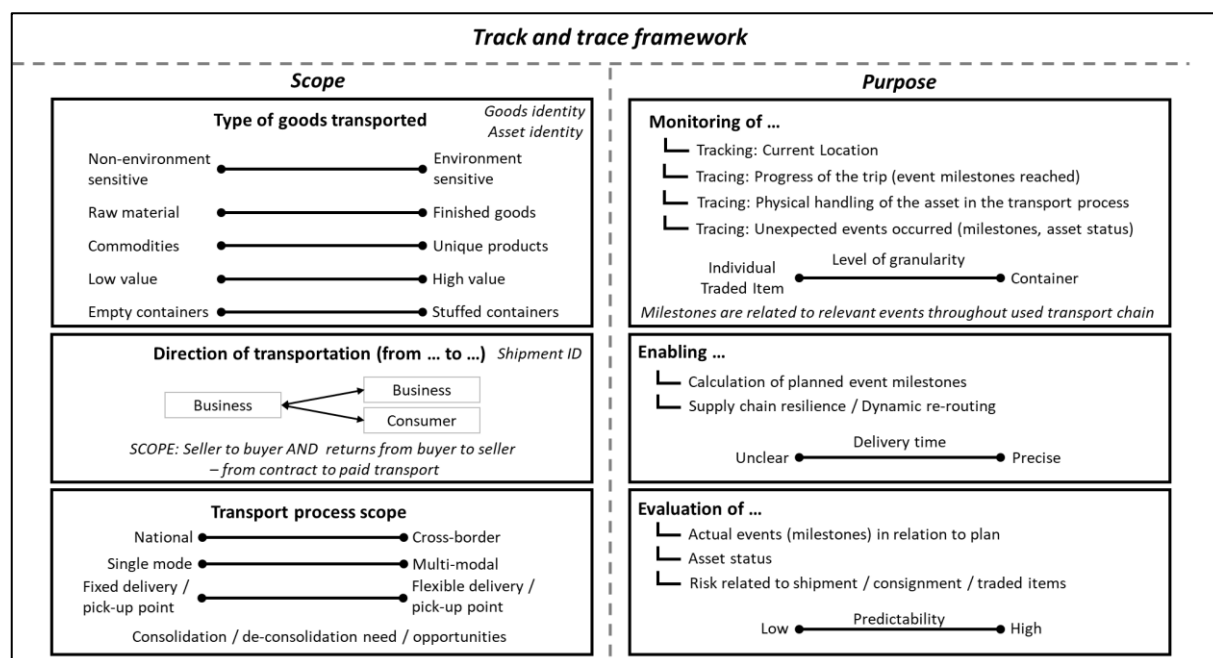 Track and trace framework
Scope
Type of goods transported
Goods identity
Asset identity
Non-environment
sensitive
Environment
sensitive
Raw material
Finished goods
Commodities
Unique products
Low value
High value
Empty containers
Stuffed containers
Direction of transportation (from … to …)
Shipment ID
Business
Business
Consumer
SCOPE: Seller to buyer AND returns from buyer to seller
– from contract to paid transport
Transport process scope
National
Cross-border
Single mode
Multi-modal
Fixed delivery /
pick-up point
Flexible delivery /
pick-up point
Consolidation / de-consolidation need / opportunities
Purpose
Monitoring of …
Tracking: Current Location
Tracing: Progress of the trip (event milestones reached)
Tracing: Physical handling of the asset in the transport process
Tracing: Unexpected events occurred (milestones, asset status)
Level of granularity
Individual
Traded Item
Container
Milestones are related to relevant events throughout used transport chain
Enabling …
Calculation of planned event milestones
Supply chain resilience / Dynamic re-routing
Delivery time
Unclear
Precise
Evaluation of …
Actual events (milestones) in relation to plan
Asset status
Risk related to shipment / consignment / traded items
Predictability
Low
High